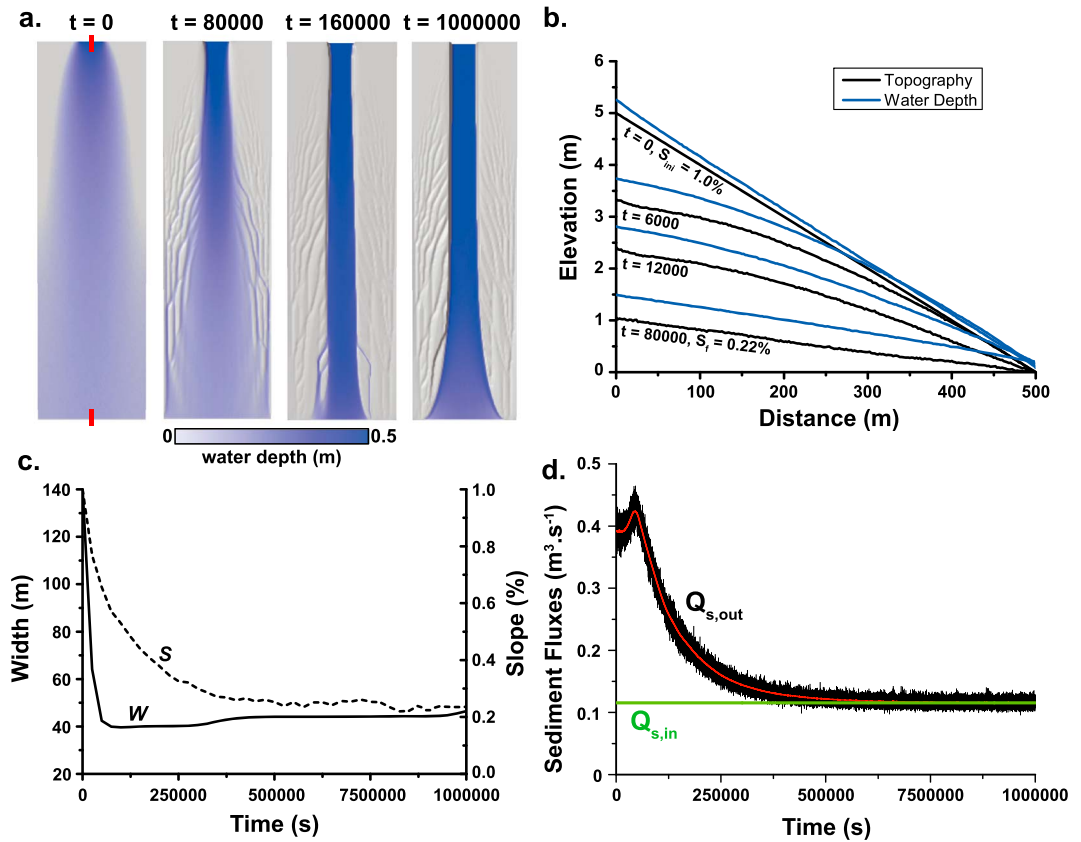 a.
t = 0
t = 80000
t = 160000
t = 1000000
0
0.5
water depth (m)
b.
6
5
4
3
2
1
0
Elevation (m)
0
100
200
300
400
500
Distance (m)
Topography
Water Depth
t = 0, Sini = 1.0%
t = 6000
t = 12000
t = 80000, Sf = 0.22%
c.
140
120
100
80
60
40
20
Width (m)
1.0
0.8
0.6
0.4
0.2
0.0
Slope (%)
S
W
0
250000
500000
7500000
1000000
Time (s)
d.
0.5
0.4
0.3
0.2
0.1
0
Sediment Fluxes (m³.s⁻¹)
Qs,out
Qs,in
0
250000
500000
7500000
1000000
Time (s)